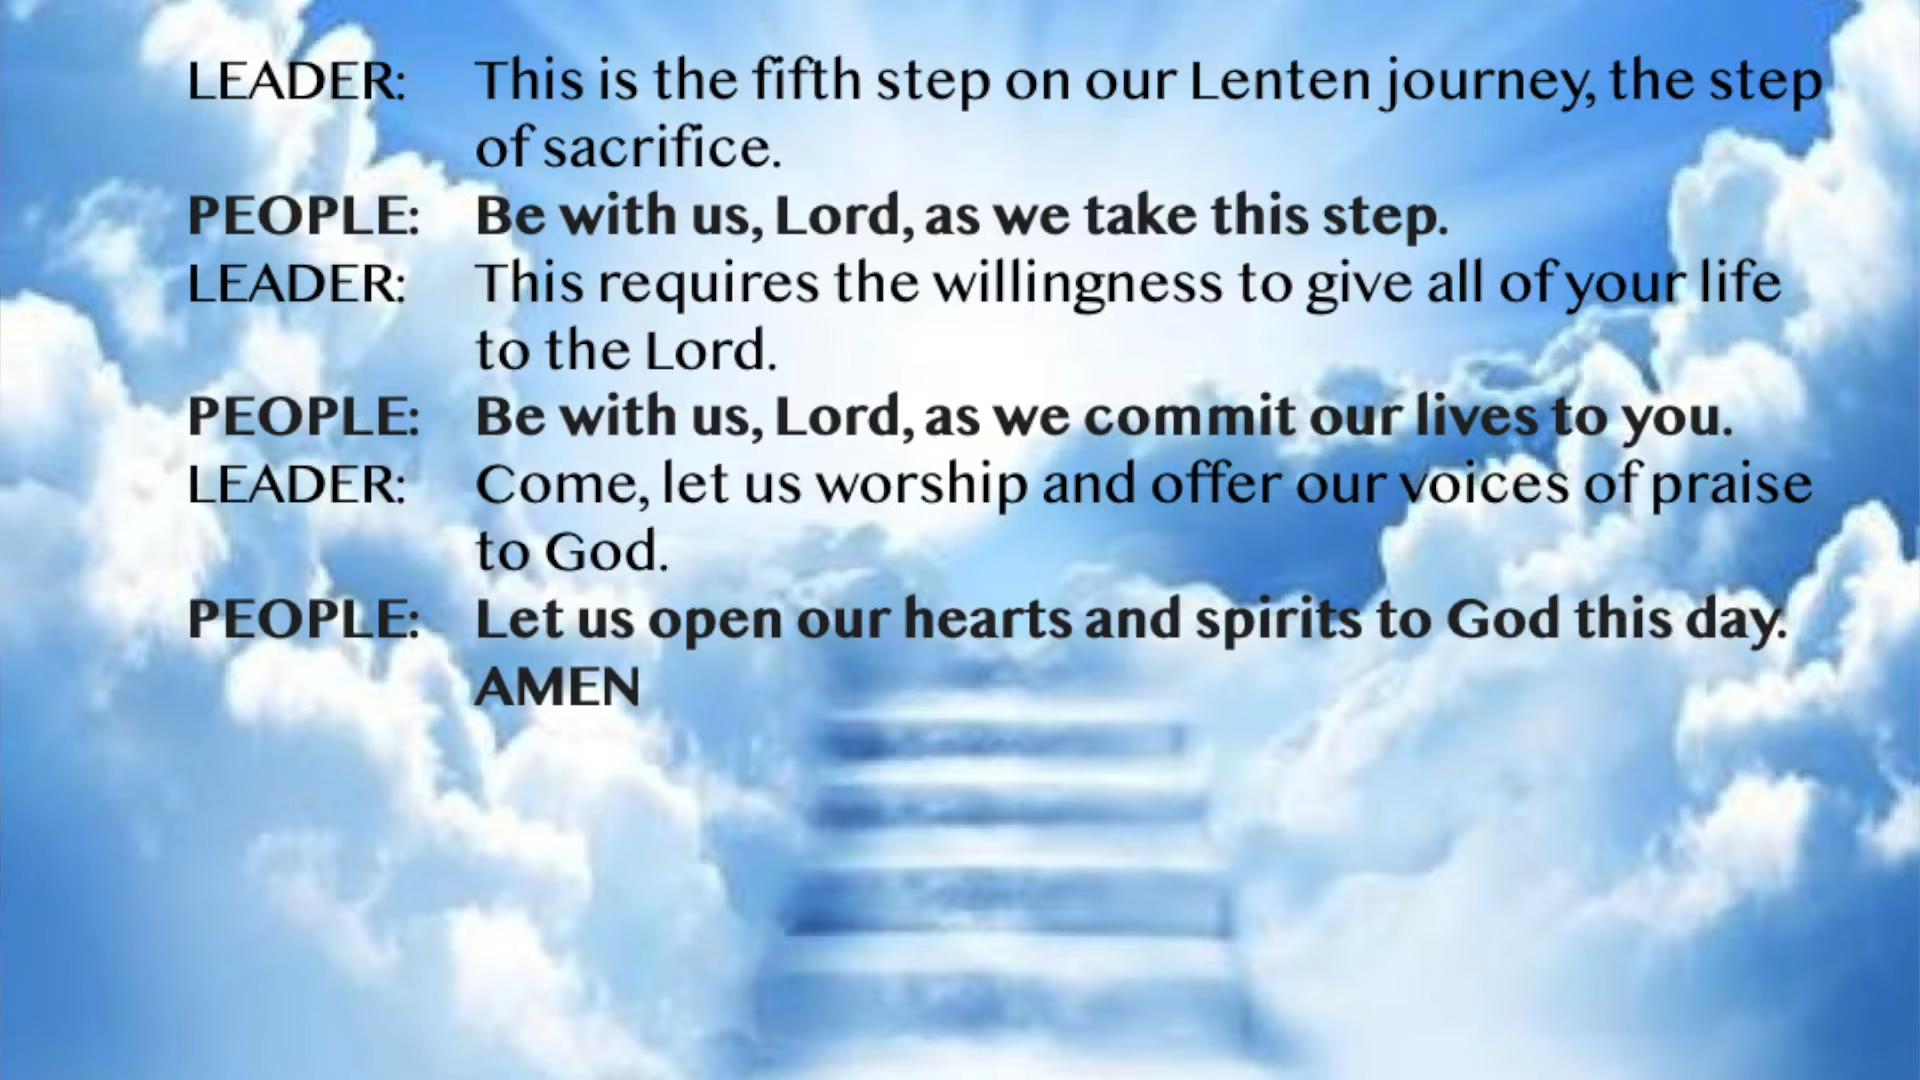 LEADER: This is the fifth step on our Lenten journey, the step
of sacrifice.
PEOPLE: Be with us, Lord, as we take this step.
LEADER: This requires the willingness to give all of your life
to the Lord.
PEOPLE: Be with us, Lord, as we commit our lives to you.
LEADER: Come, let us worship and offer our voices of praise
to God.
PEOPLE: Let us open our hearts and spirits to God this day.
AMEN